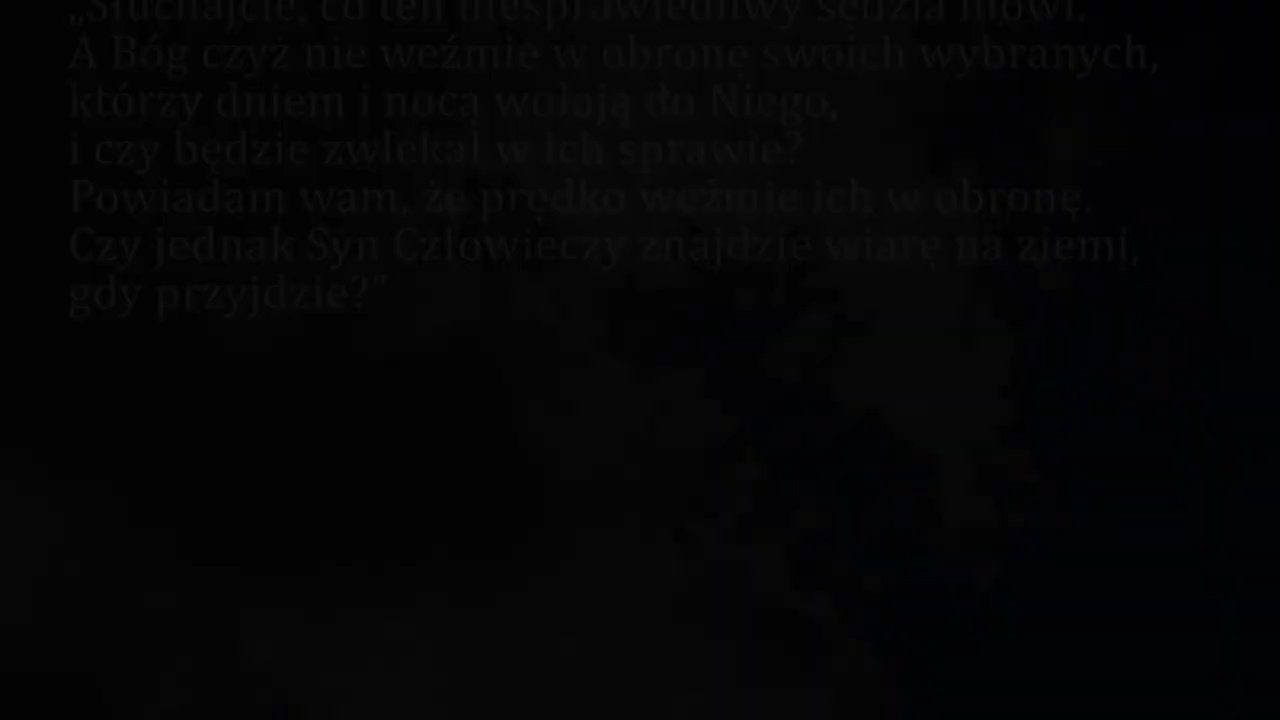 „Słuchajcie, co ten niesprawiedliwy sędzia mówi.
A Bóg czyż nie weźmie w obronę swoich wybranych,
którzy dniem i nocą wołają do Niego,
i czy będzie zwlekał w ich sprawie?
Powiadam wam, że prędko weźmie ich w obronę.
Czy jednak Syn Człowieczy znajdzie wiarę na ziemi,
gdy przyjdzie?"